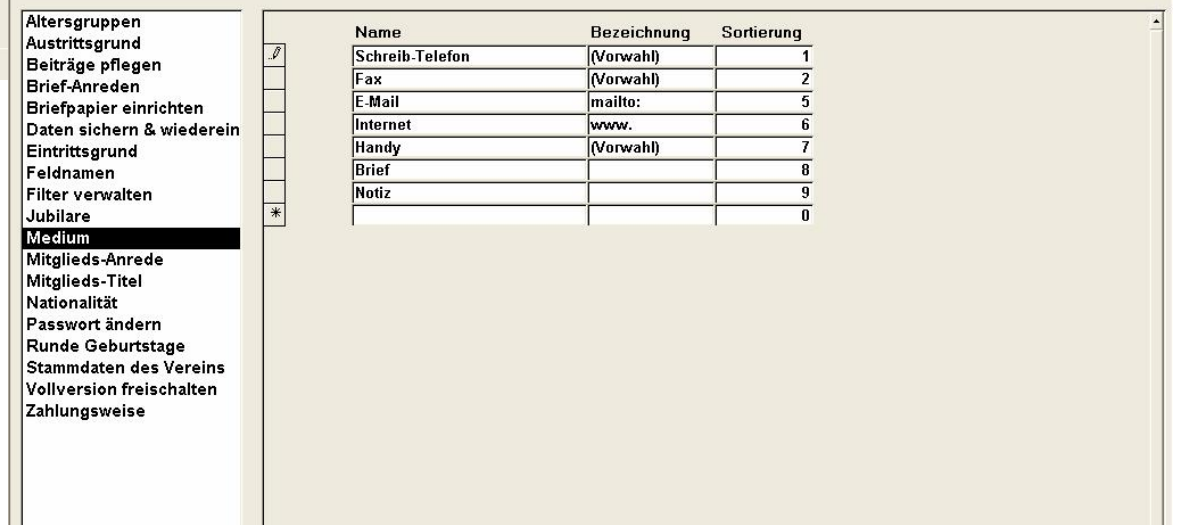 Altersgruppen
Austrittsgrund
Beiträge pflegen
Brief-Anreden
Briefpapier einrichten
Daten sichern & wiederein
Eintrittsgrund
Feldnamen
Filter verwalten
Jubilare
Medium
Mitglieds-Anrede
Mitglieds-Titel
Nationalität
Passwort ändern
Runde Geburtstage
Stammdaten des Vereins
Vollversion freischalten
Zahlungsweise
Name Bezeichnung Sortierung
Schreib-Telefon (Vorwahl) 1
Fax (Vorwahl) 2
E-Mail mailto: 5
Internet www. 6
Handy (Vorwahl) 7
Brief 8
Notiz 9
* 0